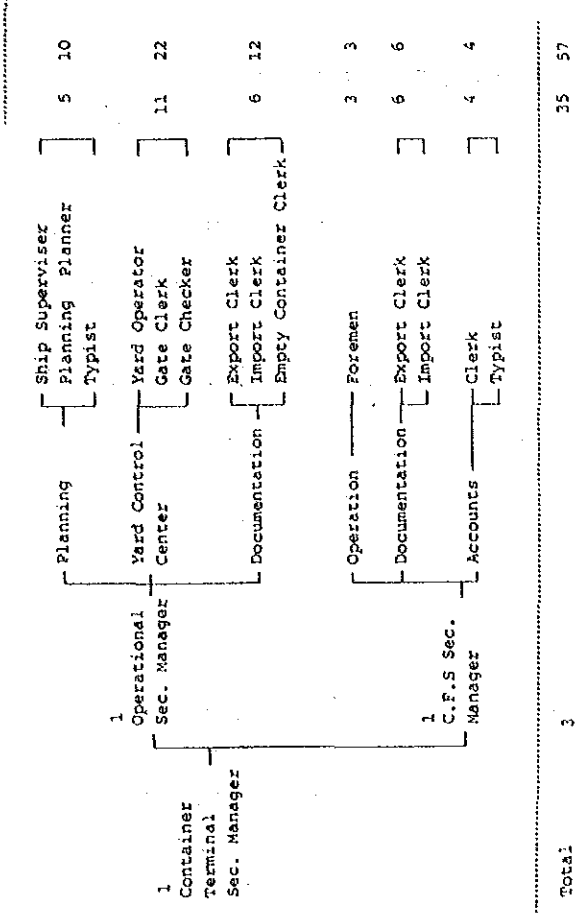 Ship Superviser
Planning Planning Planner 5 10
Typist
1
Operational Yard Control Yard Operator
Sec. Manager Center Gate Clerk 11 22
1
Container Gate Checker
Terminal
Sec. Manager Export Clerk
Documentation Import Clerk 6 12
Empty Container Clerk
Operation Foremen 3 3
Documentation Export Clerk 6 6
Import Clerk
1
C.F.S Sec.
Manager Accounts Clerk 4 4
Typist
Total 3 35 57